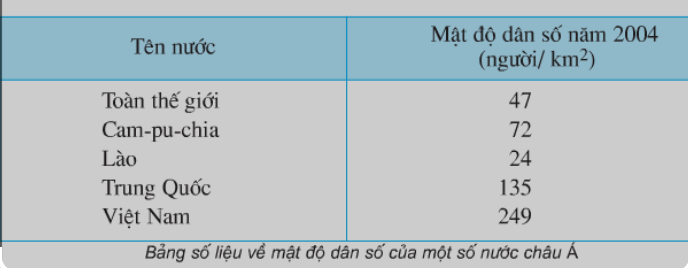 Tên nước
Mật độ dân số năm 2004
(người/ km²)
Toàn thế giới 47
Cam-pu-chia 72
Lào 24
Trung Quốc 135
Việt Nam 249
Bảng số liệu về mật độ dân số của một số nước châu Á